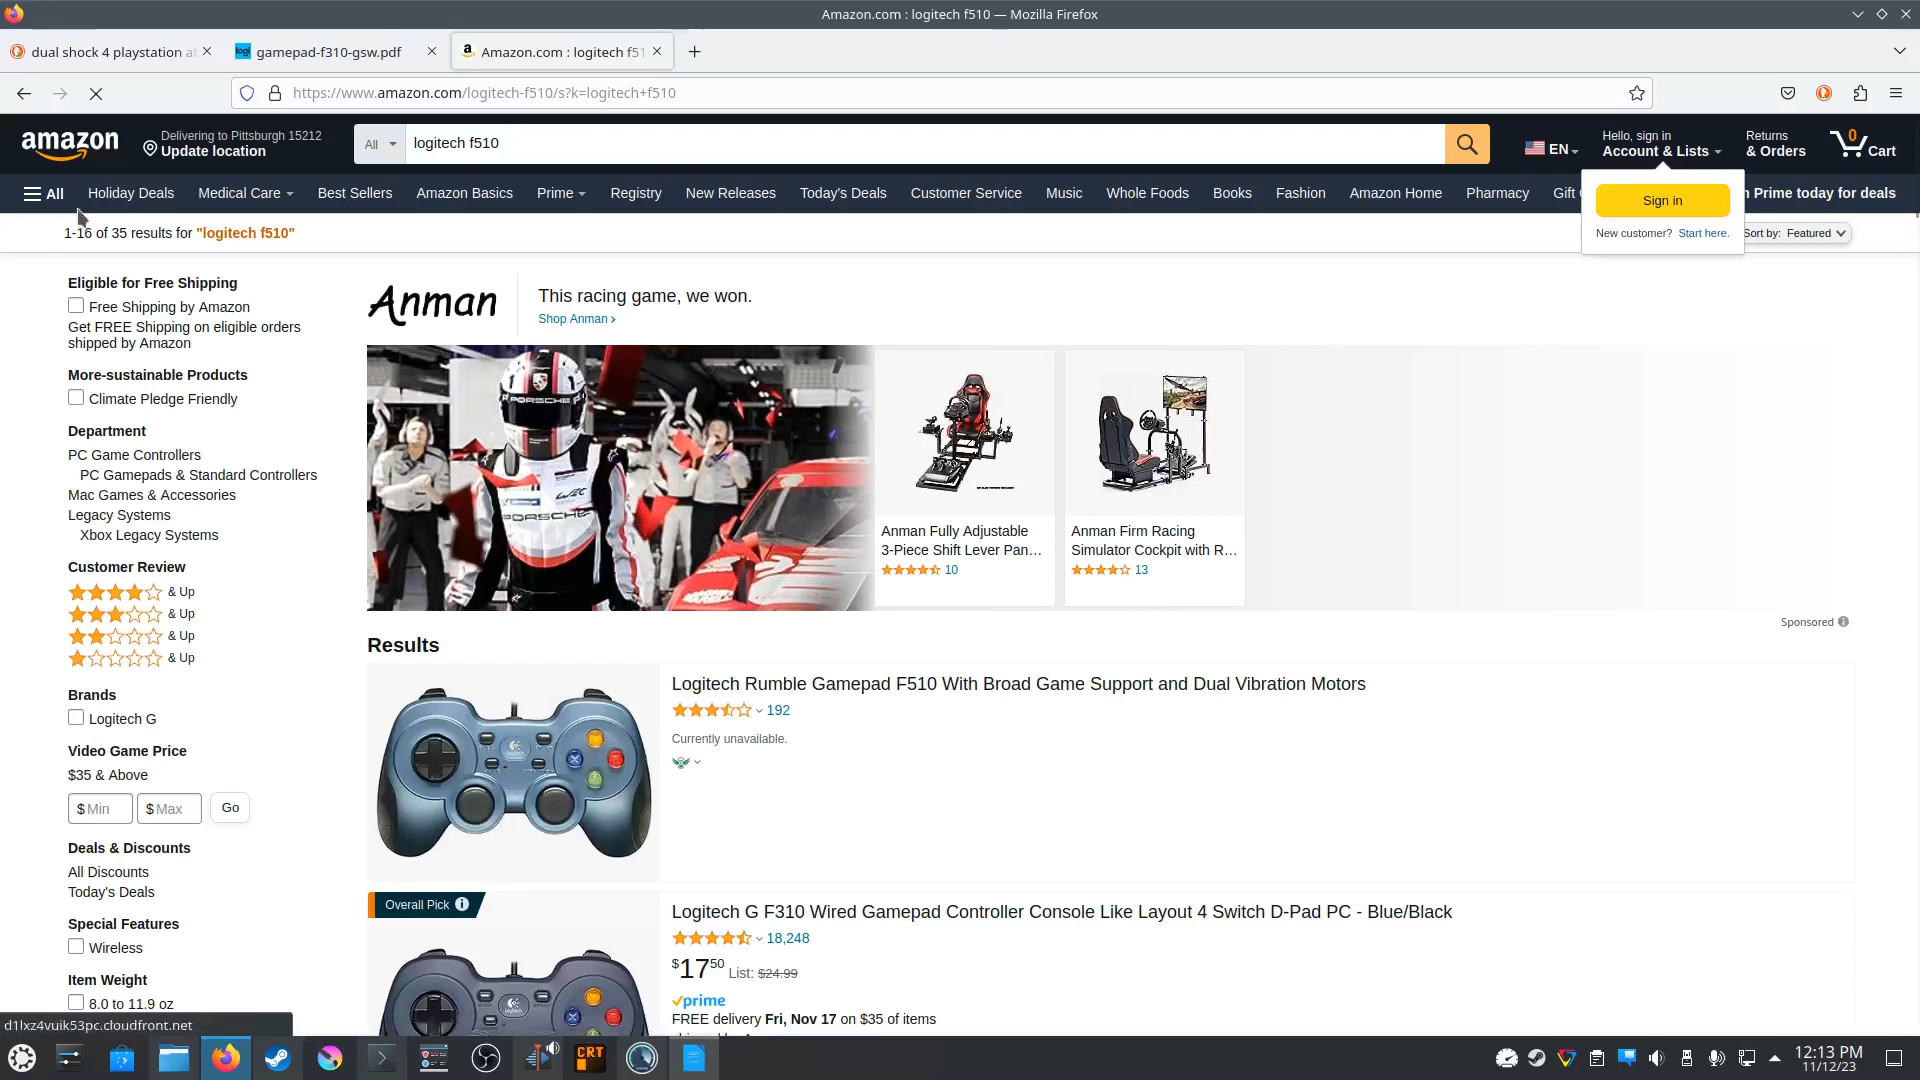 Amazon.com : logitech f510 — Mozilla Firefox
dual shock 4 playstation a
logi gamepad-f310-gsw.pdf
a Amazon.com : logitech f51
https://www.amazon.com/logitech-f510/s?k=logitech+f510
amazon
Delivering to Pittsburgh 15212
Update location
All
logitech f510
EN
Hello, sign in
Account & Lists
Returns
& Orders
0
Cart
All
Holiday Deals
Medical Care
Best Sellers
Amazon Basics
Prime
Registry
New Releases
Today's Deals
Customer Service
Music
Whole Foods
Books
Fashion
Amazon Home
Pharmacy
Gift
Prime today for deals
Sign in
New customer? Start here.
1-16 of 35 results for "logitech f510"
Sort by: Featured
Eligible for Free Shipping
Free Shipping by Amazon
Get FREE Shipping on eligible orders
shipped by Amazon
More-sustainable Products
Climate Pledge Friendly
Department
PC Game Controllers
PC Gamepads & Standard Controllers
Mac Games & Accessories
Legacy Systems
Xbox Legacy Systems
Customer Review
& Up
& Up
& Up
& Up
Brands
Logitech G
Video Game Price
$35 & Above
$ Min
$ Max
Go
Deals & Discounts
All Discounts
Today's Deals
Special Features
Wireless
Item Weight
8.0 to 11.9 oz
Anman
This racing game, we won.
Shop Anman ›
PORSCHE
PORSCHE
Anman Fully Adjustable
3-Piece Shift Lever Pan…
10
Anman Firm Racing
Simulator Cockpit with R…
13
Sponsored
Results
Logitech Rumble Gamepad F510 With Broad Game Support and Dual Vibration Motors
192
Currently unavailable.
Overall Pick
Logitech G F310 Wired Gamepad Controller Console Like Layout 4 Switch D-Pad PC - Blue/Black
18,248
$17 50 List: $24.99
prime
FREE delivery Fri, Nov 17 on $35 of items
d1lxz4vuik53pc.cloudfront.net
CRT
12:13 PM
11/12/23